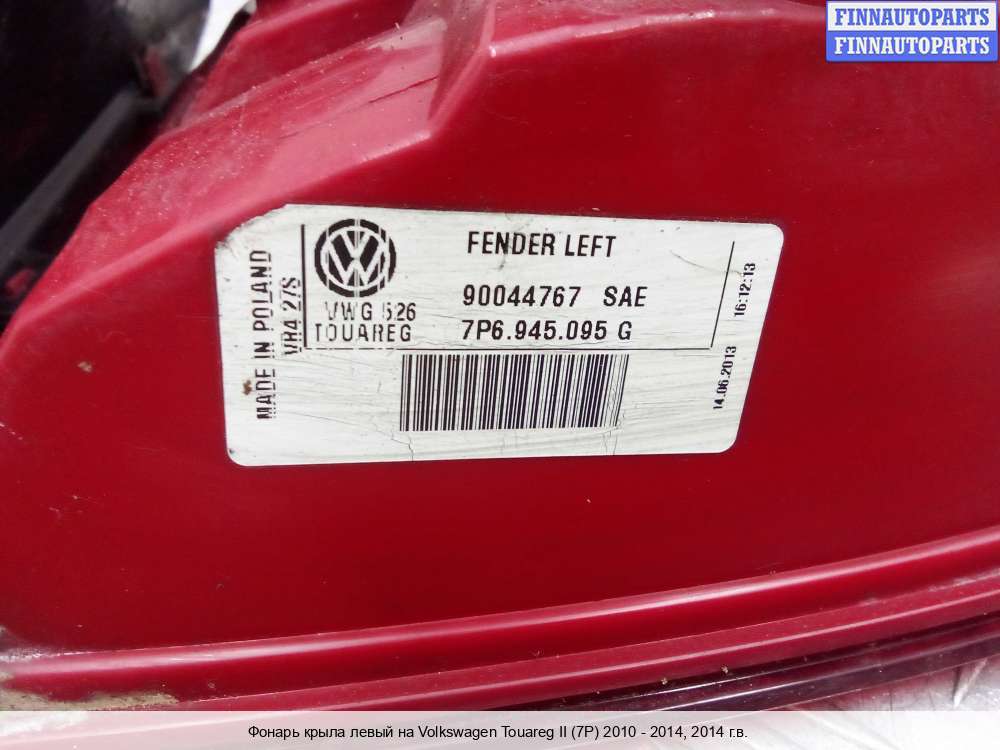 FINNAUTOPARTS
FINNAUTOPARTS
FENDER LEFT
90044767 SAE
7P6.945.095 G
VWG 526
TOUAREG
MADE IN POLAND
VH4 27S
16:12:13
14.06.2013
Фонарь крыла левый на Volkswagen Touareg II (7P) 2010 - 2014, 2014 г.в.